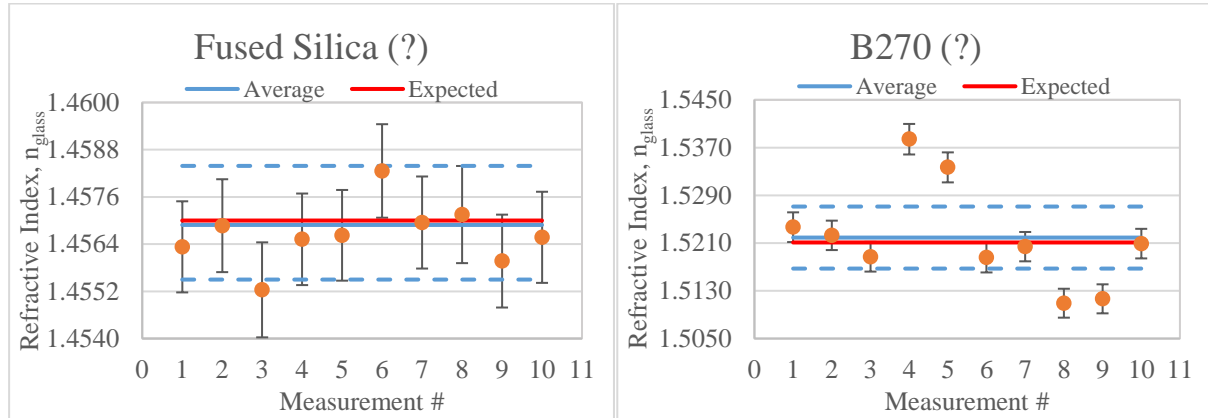 Fused Silica (?)
Average Expected
Refractive Index, nglass
1.4600
1.4588
1.4576
1.4564
1.4552
1.4540
0 1 2 3 4 5 6 7 8 9 10 11
Measurement #
B270 (?)
Average Expected
Refractive Index, nglass
1.5450
1.5370
1.5290
1.5210
1.5130
1.5050
0 1 2 3 4 5 6 7 8 9 10 11
Measurement #